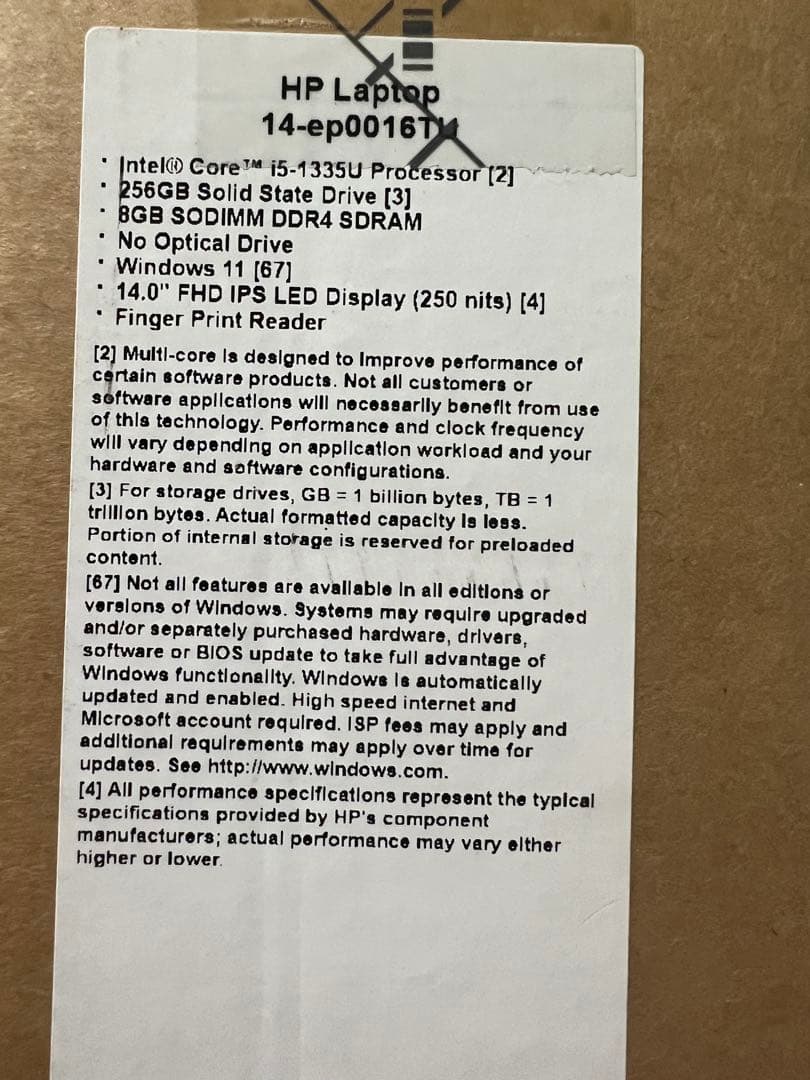 HP Laptop
14-ep0016TU
· Intel® Core™ i5-1335U Processor [2]
· 256GB Solid State Drive [3]
· 8GB SODIMM DDR4 SDRAM
· No Optical Drive
· Windows 11 [67]
· 14.0" FHD IPS LED Display (250 nits) [4]
· Finger Print Reader
[2] Multi-core is designed to improve performance of
certain software products. Not all customers or
software applications will necessarily benefit from use
of this technology. Performance and clock frequency
will vary depending on application workload and your
hardware and software configurations.
[3] For storage drives, GB = 1 billion bytes, TB = 1
trillion bytes. Actual formatted capacity is less.
Portion of internal storage is reserved for preloaded
content.
[67] Not all features are available in all editions or
versions of Windows. Systems may require upgraded
and/or separately purchased hardware, drivers,
software or BIOS update to take full advantage of
Windows functionality. Windows is automatically
updated and enabled. High speed internet and
Microsoft account required. ISP fees may apply and
additional requirements may apply over time for
updates. See http://www.windows.com.
[4] All performance specifications represent the typical
specifications provided by HP's component
manufacturers; actual performance may vary either
higher or lower.